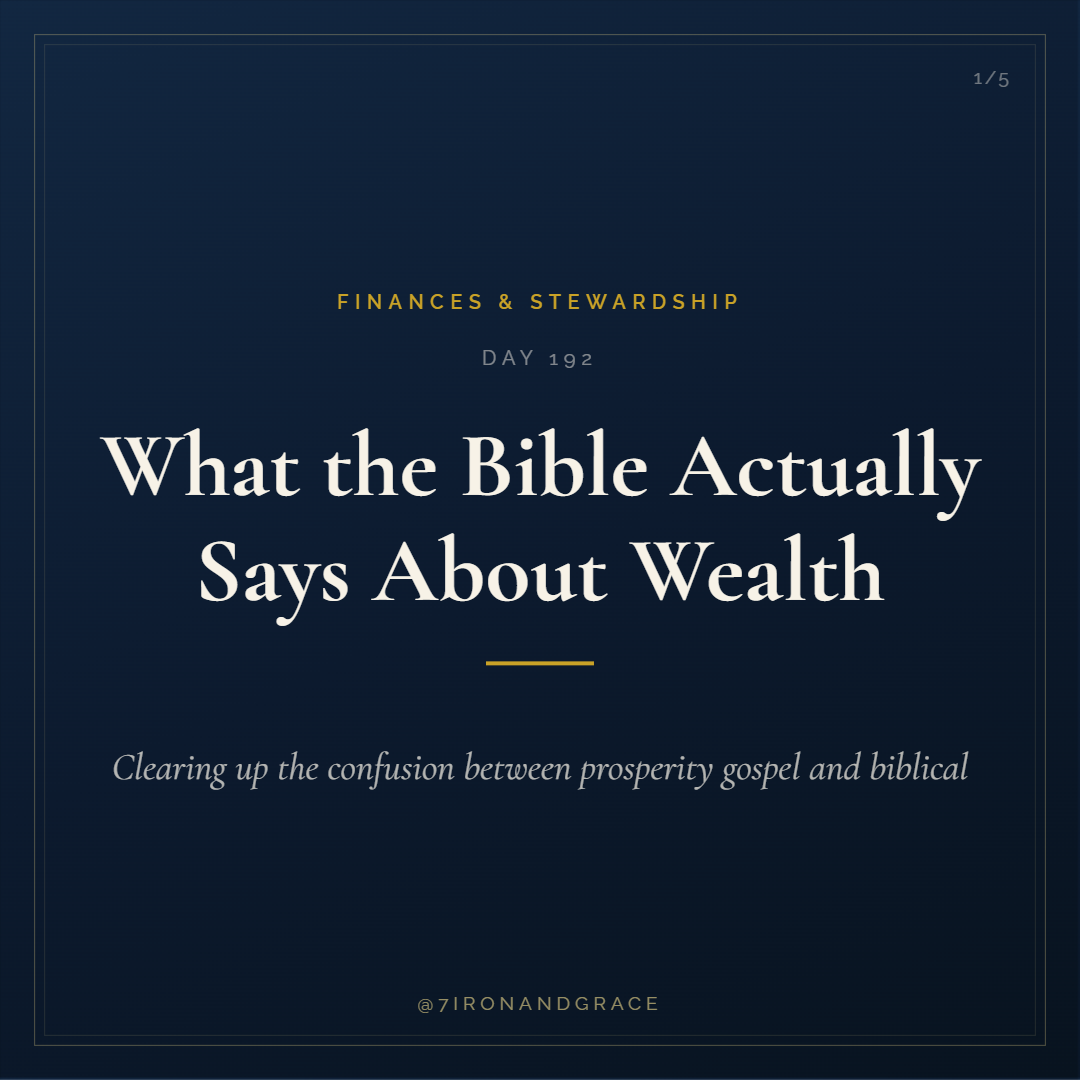 1/5
FINANCES & STEWARDSHIP
DAY 192
What the Bible Actually
Says About Wealth
Clearing up the confusion between prosperity gospel and biblical
@7IRONANDGRACE